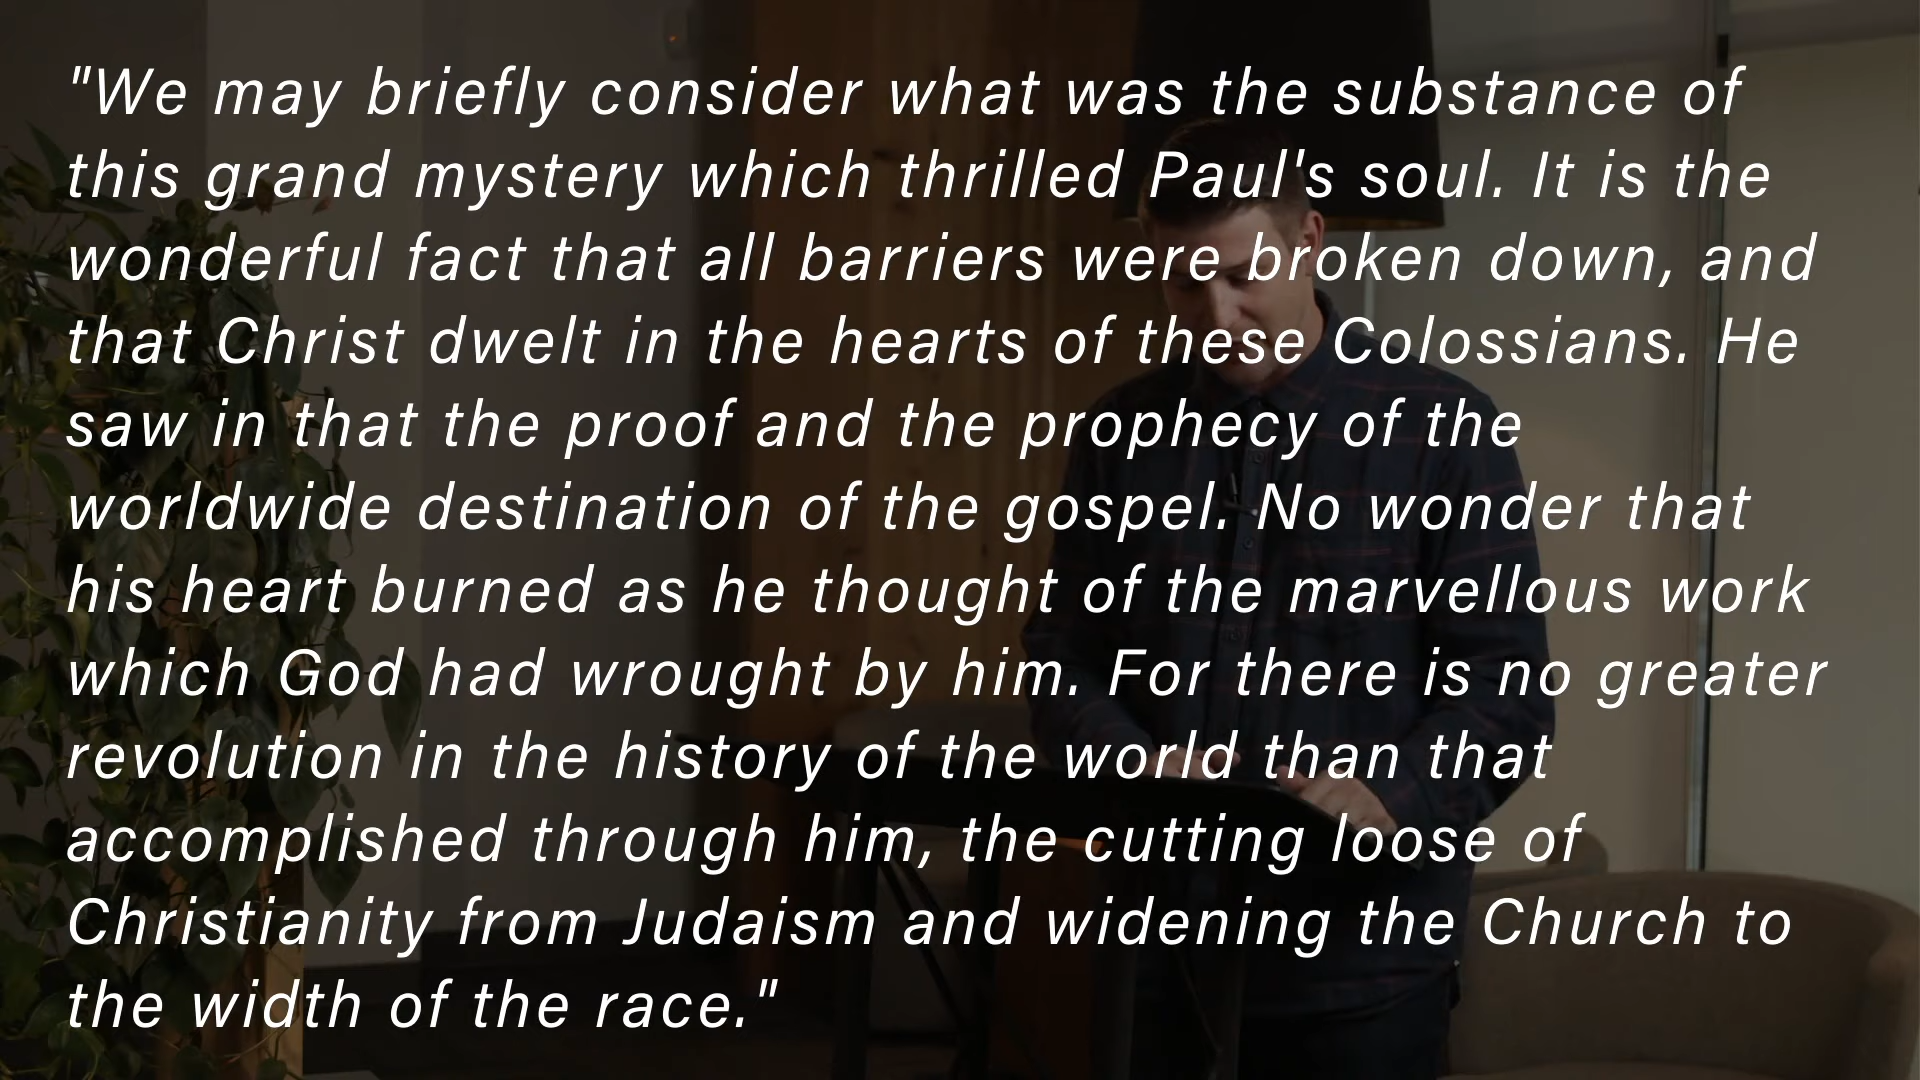 "We may briefly consider what was the substance of
this grand mystery which thrilled Paul's soul. It is the
wonderful fact that all barriers were broken down, and
that Christ dwelt in the hearts of these Colossians. He
saw in that the proof and the prophecy of the
worldwide destination of the gospel. No wonder that
his heart burned as he thought of the marvellous work
which God had wrought by him. For there is no greater
revolution in the history of the world than that
accomplished through him, the cutting loose of
Christianity from Judaism and widening the Church to
the width of the race."